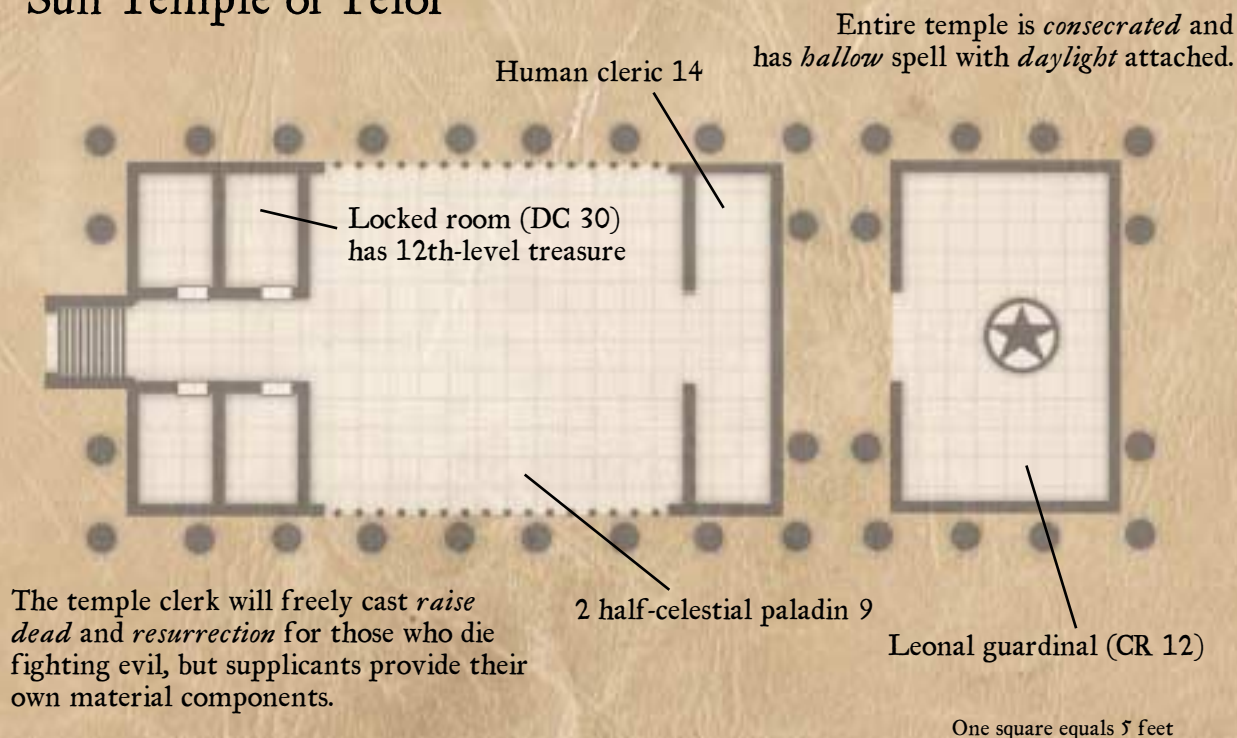 Sun Temple of Pelor
Entire temple is consecrated and
has hallow spell with daylight attached.
Human cleric 14
Locked room (DC 30)
has 12th-level treasure
The temple clerk will freely cast raise
dead and resurrection for those who die
fighting evil, but supplicants provide their
own material components.
2 half-celestial paladin 9
Leonal guardinal (CR 12)
One square equals 5 feet